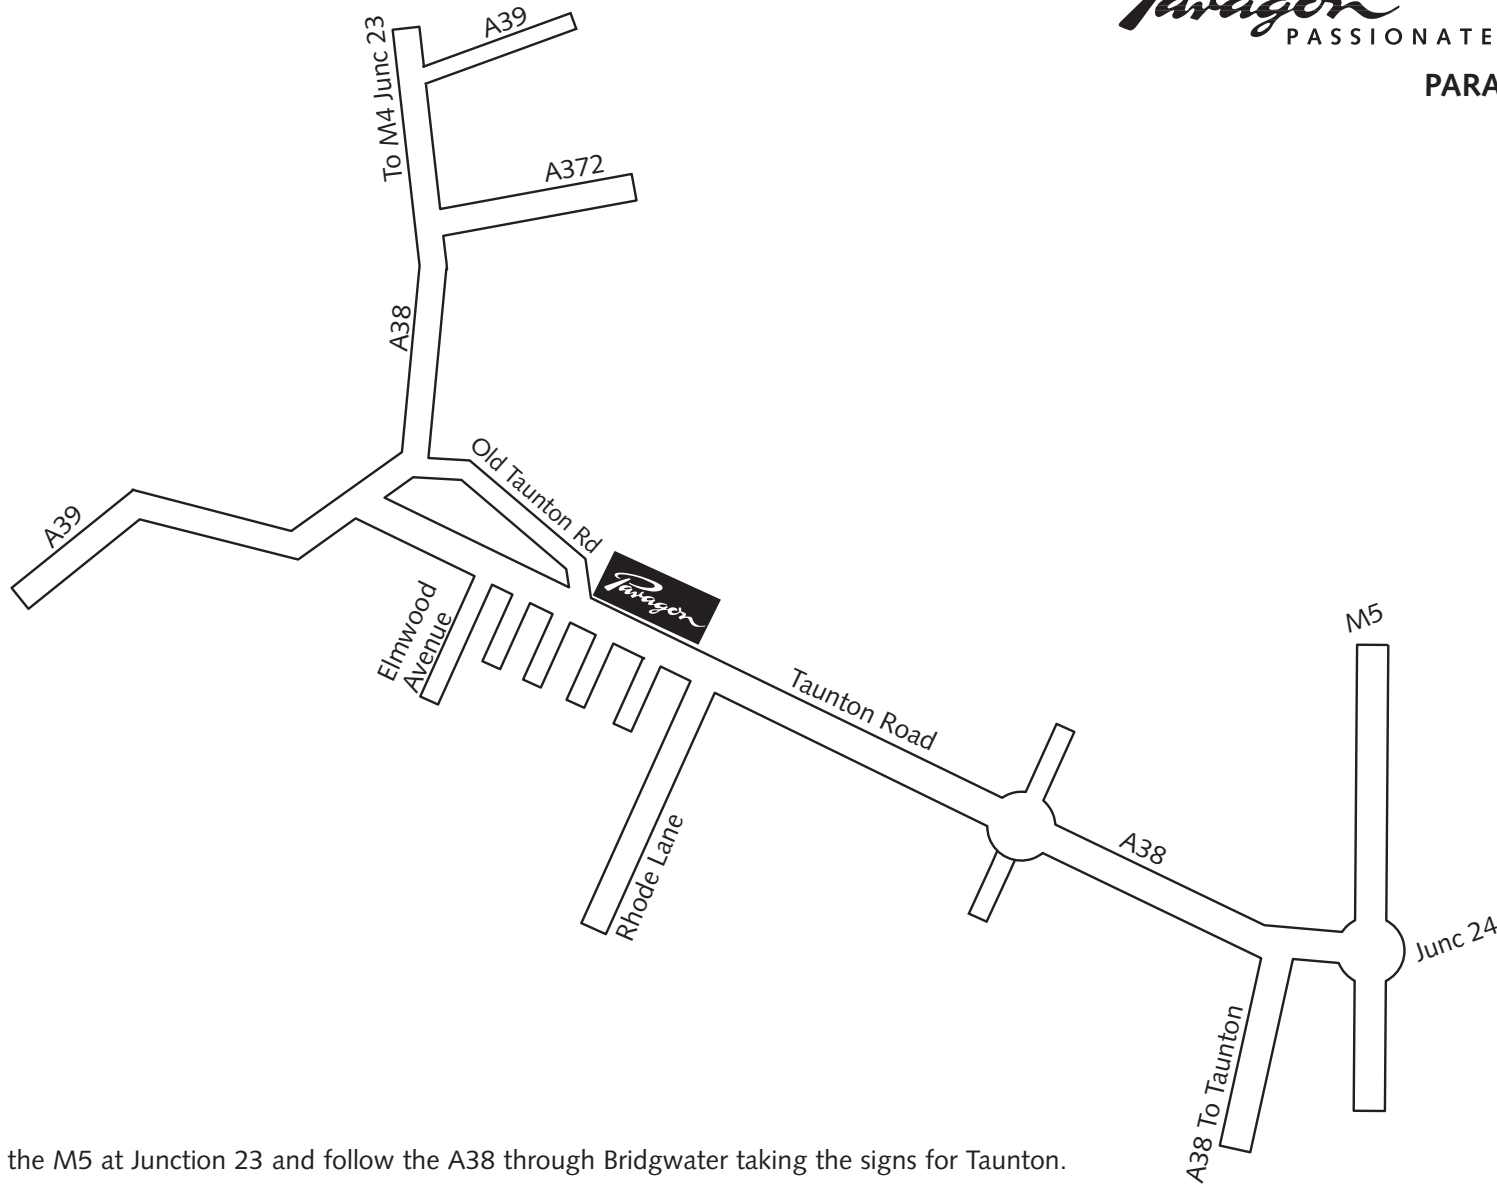 Paragon
PASSIONATE
PARA
A39
To M4 Junc 23
A372
A38
Old Taunton Rd
A39
Paragon
Elmwood
Avenue
M5
Taunton Road
Rhode Lane
A38
Junc 24
A38 To Taunton
the M5 at Junction 23 and follow the A38 through Bridgwater taking the signs for Taunton.